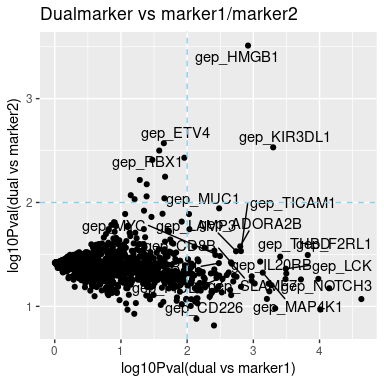 Dualmarker vs marker1/marker2
gep_HMGB1
gep_ETV4
gep_KIR3DL1
gep_PBX1
gep_MUC1
gep_TICAM1
gep_ADORA2B
gep_LCK
gep_NOTCH3
gep_CD226
gep_MAP4K1
3
2
1
0
1
2
3
4
log10Pval(dual vs marker2)
log10Pval(dual vs marker1)